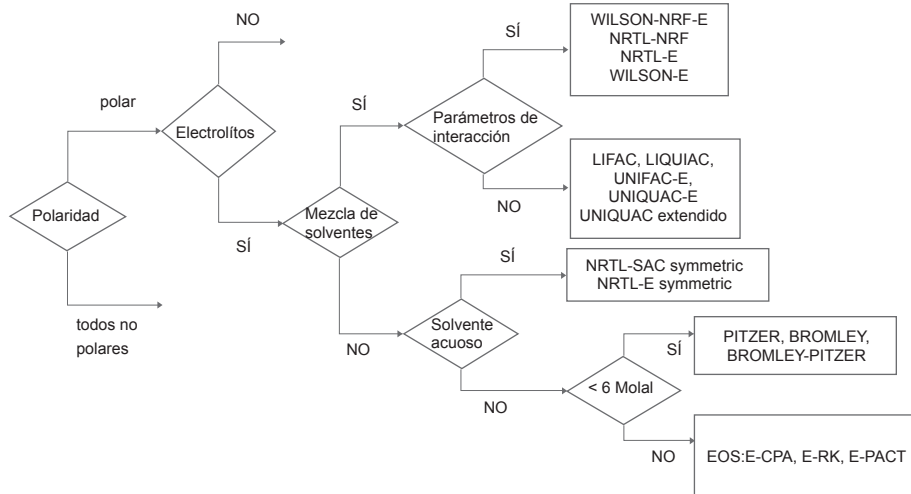 NO
SÍ
WILSON-NRF-E
NRTL-NRF
NRTL-E
WILSON-E
polar
SÍ
Electrolítos
Parámetros de
interacción
LIFAC, LIQUIAC,
UNIFAC-E,
UNIQUAC-E
UNIQUAC extendido
NO
Polaridad
Mezcla de
solventes
SÍ
SÍ
NRTL-SAC symmetric
NRTL-E symmetric
todos no
polares
NO
Solvente
acuoso
SÍ
PITZER, BROMLEY,
BROMLEY-PITZER
< 6 Molal
NO
NO
EOS:E-CPA, E-RK, E-PACT